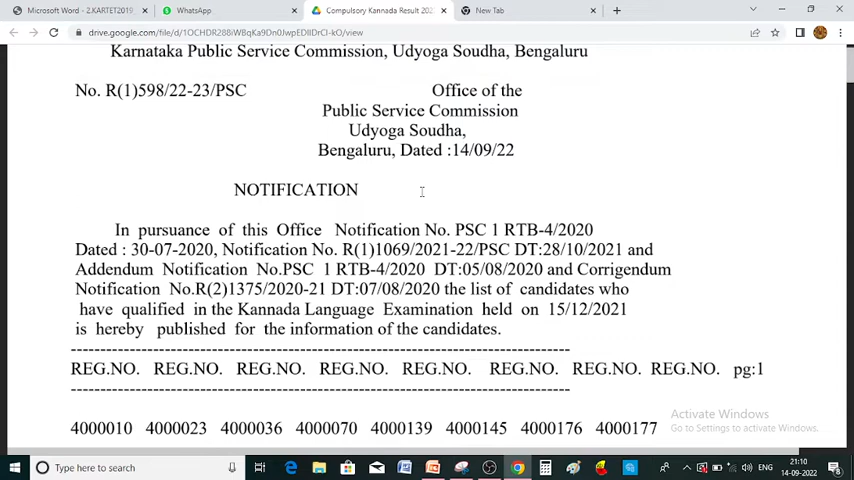 Microsoft Word - 2.KARTET2019_
WhatsApp
Compulsory Kannada Result 202
New Tab
drive.google.com/file/d/1OCHDR288iWBqKa9Dn0JwpEDIlDrCI-kO/view
Karnataka Public Service Commission, Udyoga Soudha, Bengaluru
No. R(1)598/22-23/PSC Office of the
Public Service Commission
Udyoga Soudha,
Bengaluru, Dated :14/09/22
NOTIFICATION
In pursuance of this Office Notification No. PSC 1 RTB-4/2020
Dated : 30-07-2020, Notification No. R(1)1069/2021-22/PSC DT:28/10/2021 and
Addendum Notification No.PSC 1 RTB-4/2020 DT:05/08/2020 and Corrigendum
Notification No.R(2)1375/2020-21 DT:07/08/2020 the list of candidates who
have qualified in the Kannada Language Examination held on 15/12/2021
is hereby published for the information of the candidates.
REG.NO. REG.NO. REG.NO. REG.NO. REG.NO. REG.NO. REG.NO. REG.NO. pg:1
4000010 4000023 4000036 4000070 4000139 4000145 4000176 4000177
Activate Windows
Go to Settings to activate Windows.
Type here to search
ENG
21:10
14-09-2022